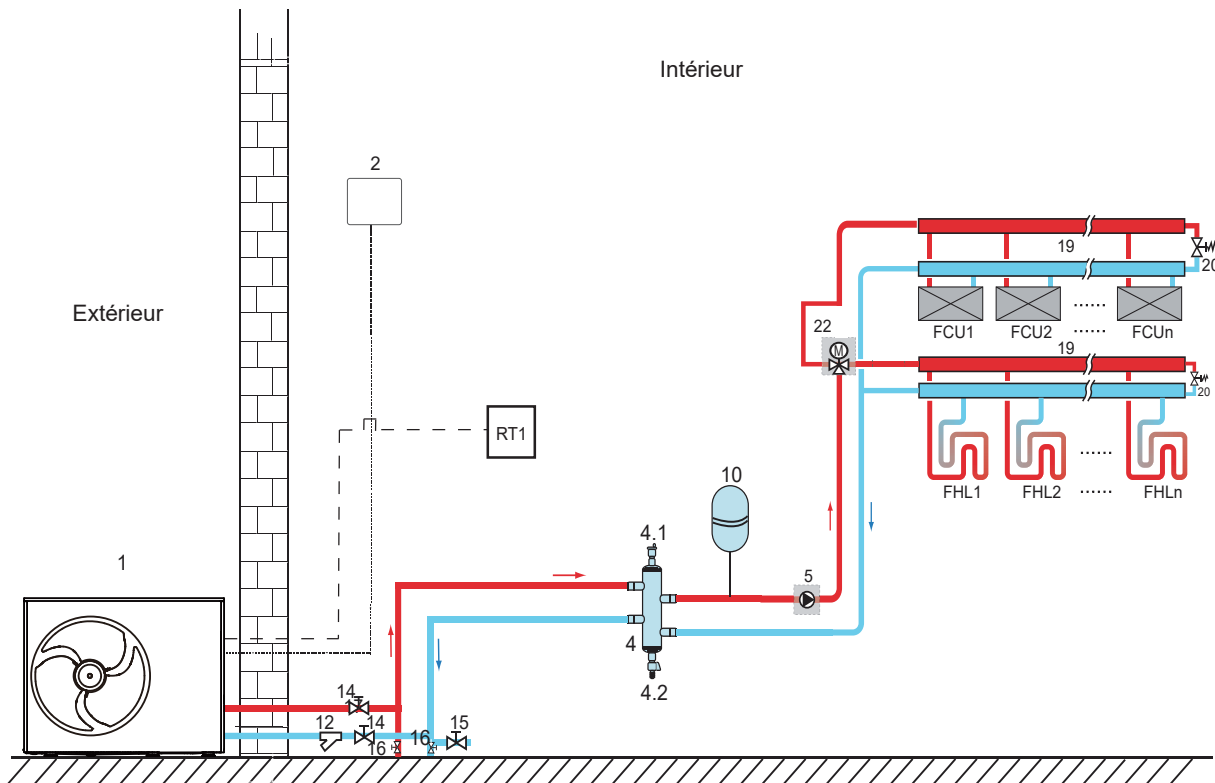 Intérieur
2
19
20
Extérieur
FCU1
FCU2
......
......
FCUn
22
M
19
20
RT1
10
......
FHL1
FHL2
......
FHLn
4.1
1
5
4
4.2
14
12
14
15
16
16